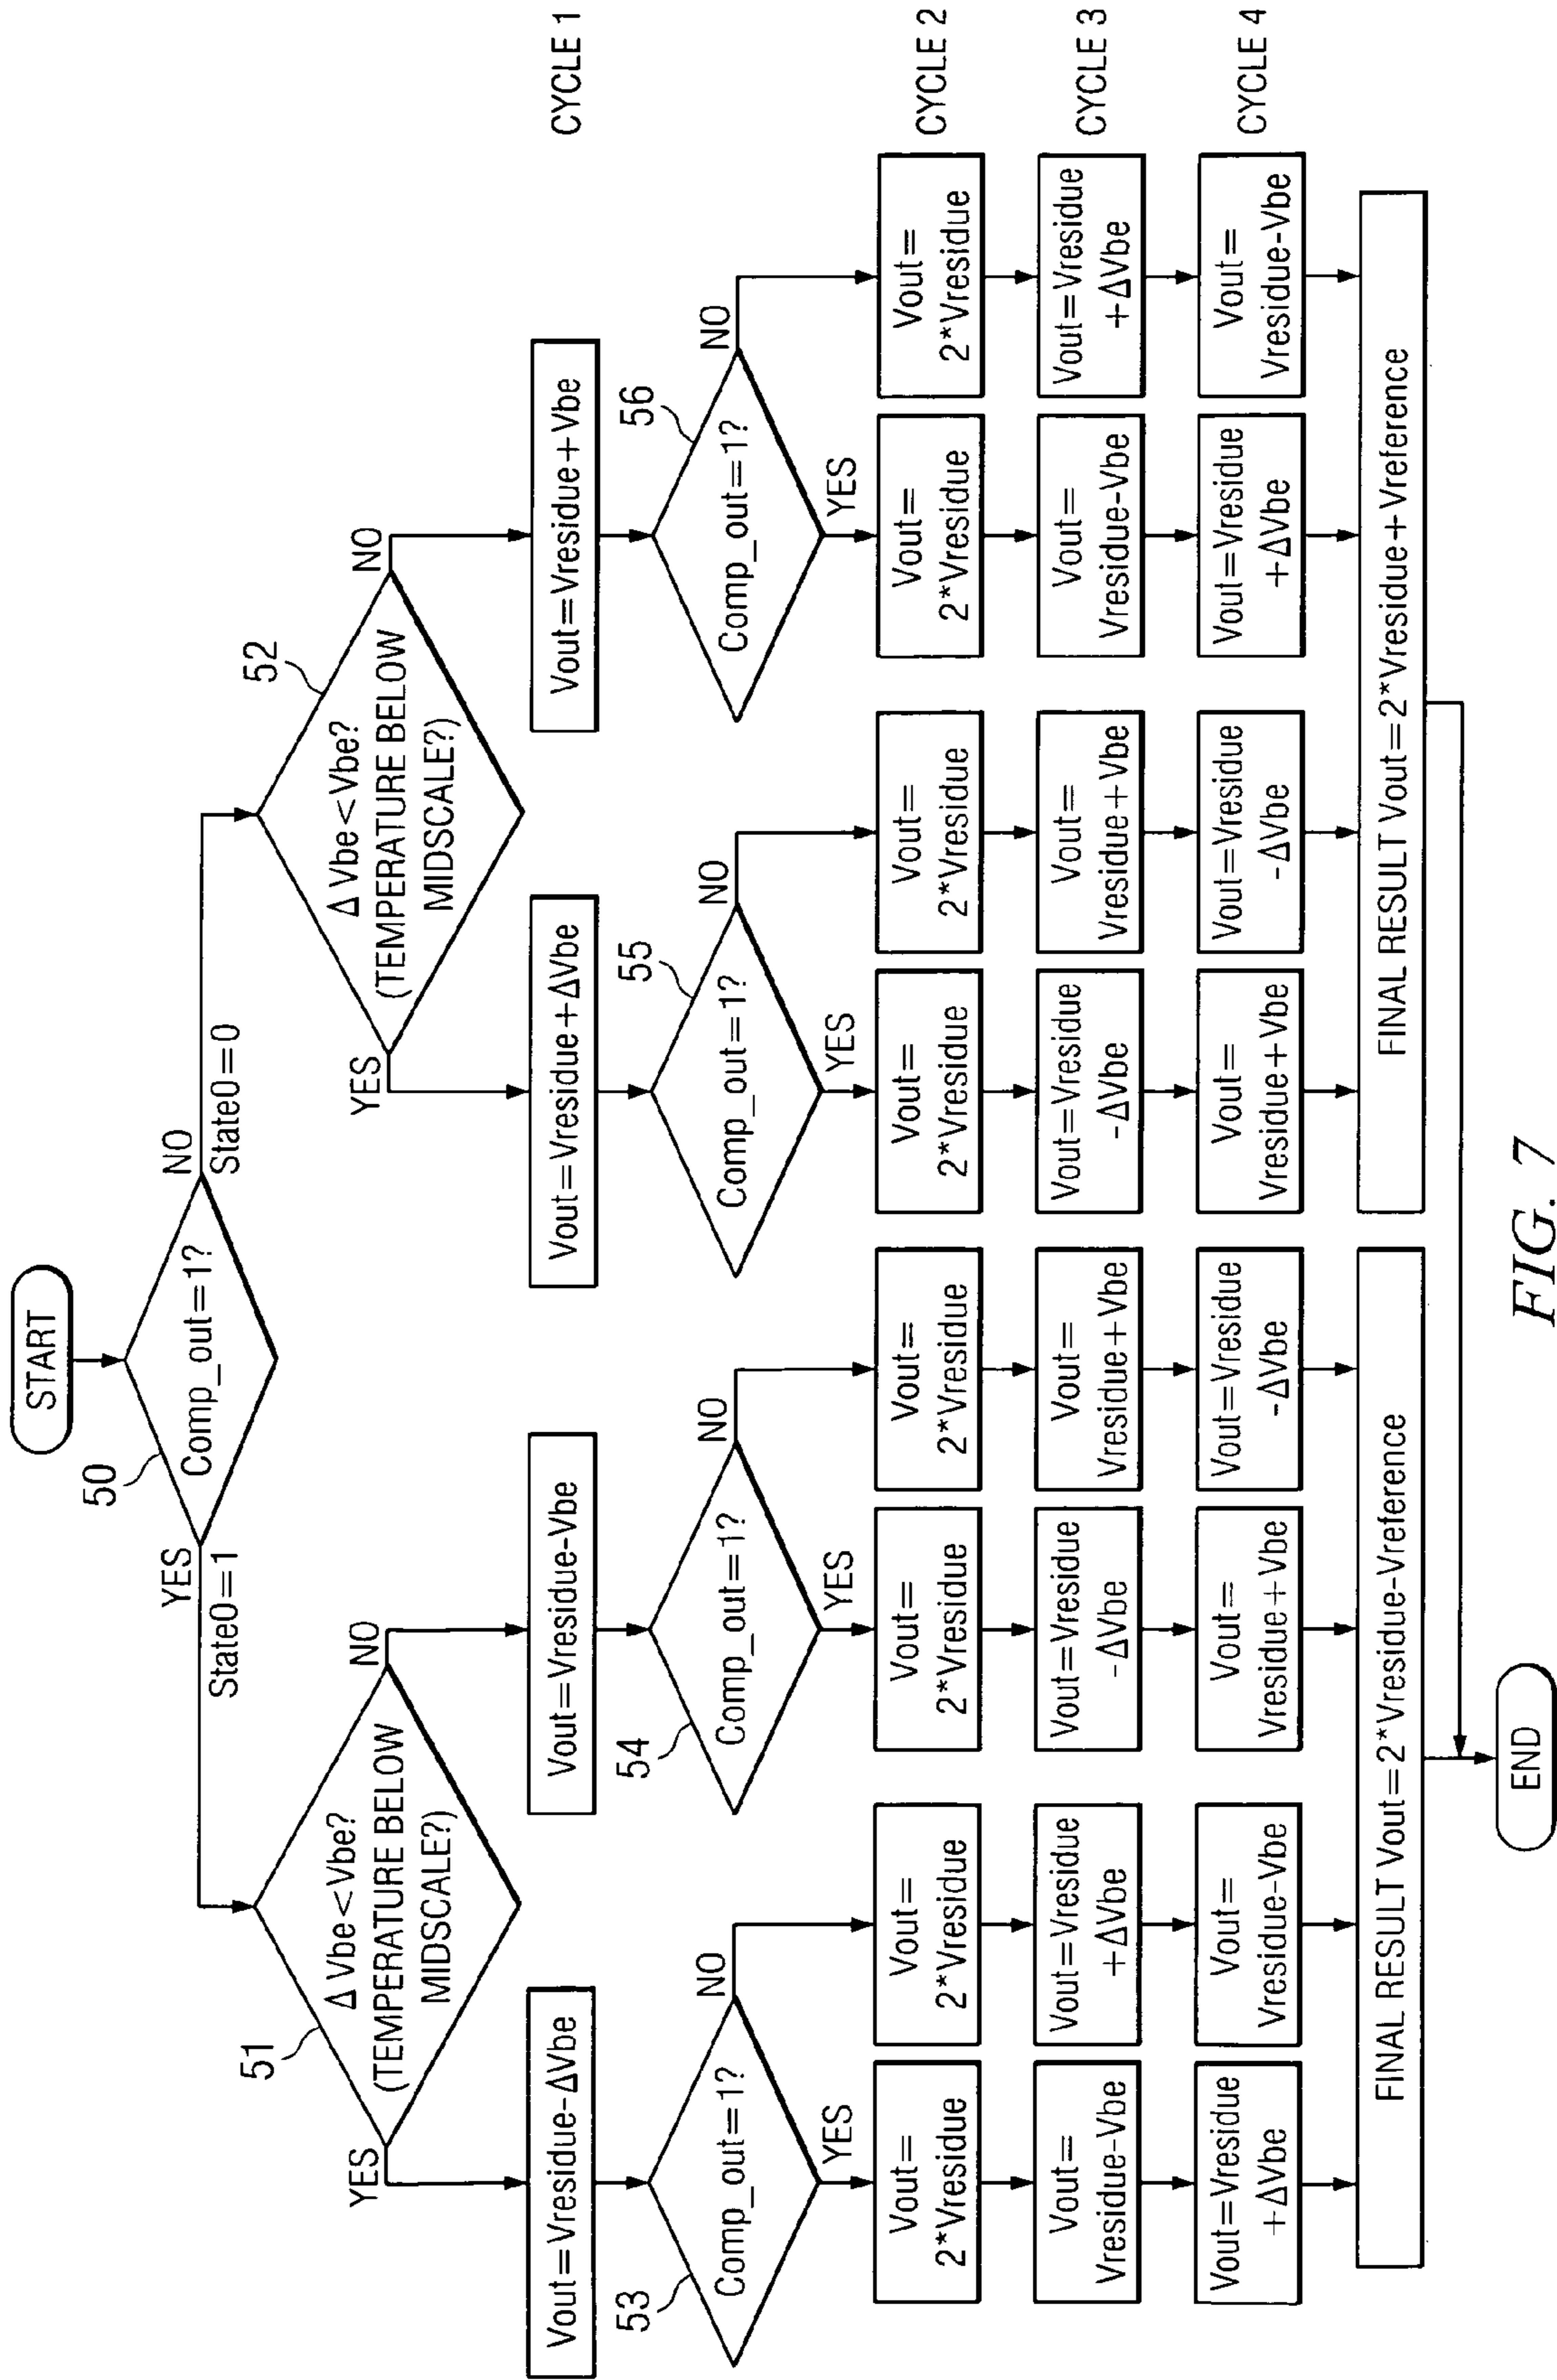 START
50
Comp_out=1?
YES
State0=1
NO
State0=0
51
Δ Vbe<Vbe?
(TEMPERATURE BELOW
MIDSCALE?)
YES
NO
52
Δ Vbe<Vbe?
(TEMPERATURE BELOW
MIDSCALE?)
YES
NO
Vout=Vresidue-ΔVbe
Vout=Vresidue-Vbe
Vout=Vresidue+ΔVbe
Vout=Vresidue+Vbe
CYCLE 1
53
Comp_out=1?
YES
NO
54
Comp_out=1?
YES
NO
55
Comp_out=1?
YES
NO
56
Comp_out=1?
YES
NO
Vout=
2*Vresidue
Vout=
2*Vresidue
Vout=
2*Vresidue
Vout=
2*Vresidue
Vout=
2*Vresidue
Vout=
2*Vresidue
Vout=
2*Vresidue
Vout=
2*Vresidue
CYCLE 2
Vout=
Vresidue-Vbe
Vout=Vresidue
+ΔVbe
Vout=Vresidue
-ΔVbe
Vout=
Vresidue+Vbe
Vout=Vresidue
-ΔVbe
Vout=
Vresidue+Vbe
Vout=
Vresidue-Vbe
Vout=Vresidue
+ΔVbe
CYCLE 3
Vout=Vresidue
+ΔVbe
Vout=
Vresidue-Vbe
Vout=
Vresidue+Vbe
Vout=Vresidue
-ΔVbe
Vout=
Vresidue+Vbe
Vout=Vresidue
-ΔVbe
Vout=Vresidue
+ΔVbe
Vout=
Vresidue-Vbe
CYCLE 4
FINAL RESULT Vout=2*Vresidue-Vreference
FINAL RESULT Vout=2*Vresidue+Vreference
END
FIG. 7